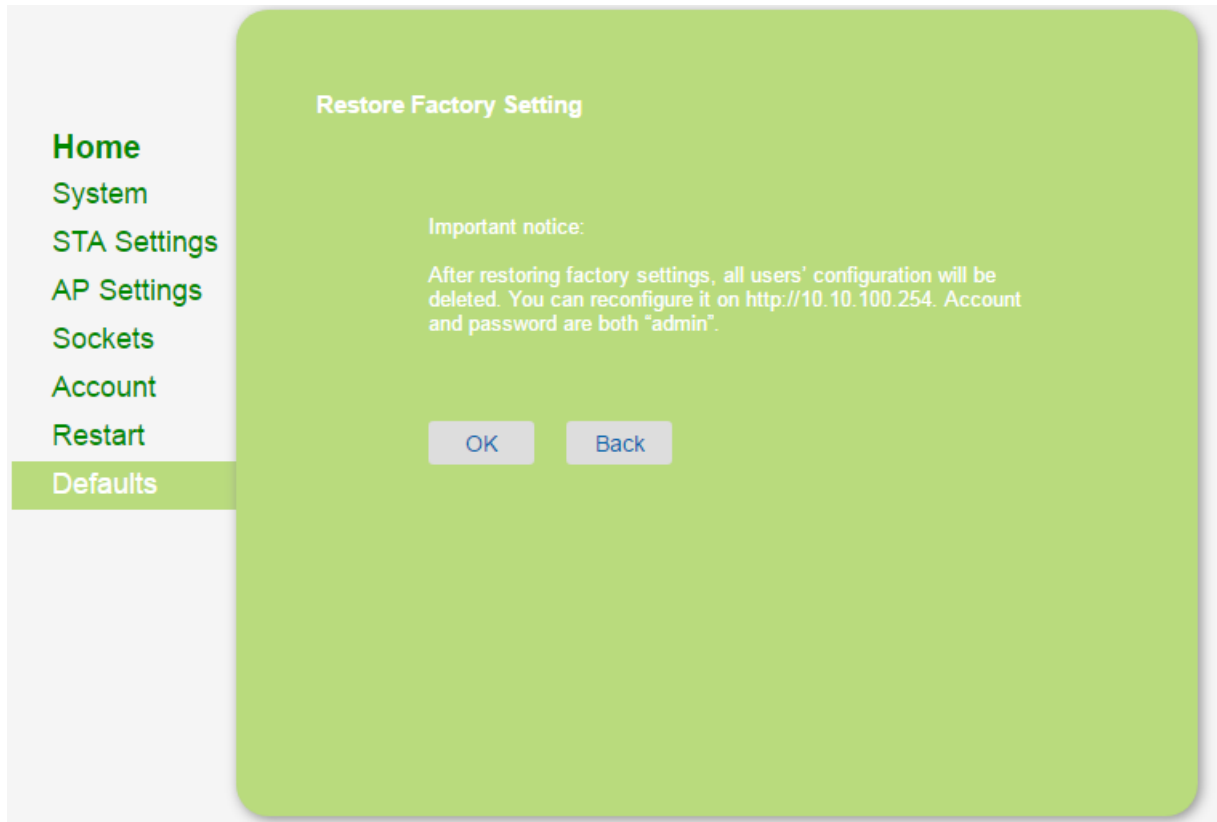 Restore Factory Setting
Home
System
STA Settings
AP Settings
Sockets
Account
Restart
Defaults
Important notice:
After restoring factory settings, all users’ configuration will be
deleted. You can reconfigure it on http://10.10.100.254. Account
and password are both “admin”.
OK
Back